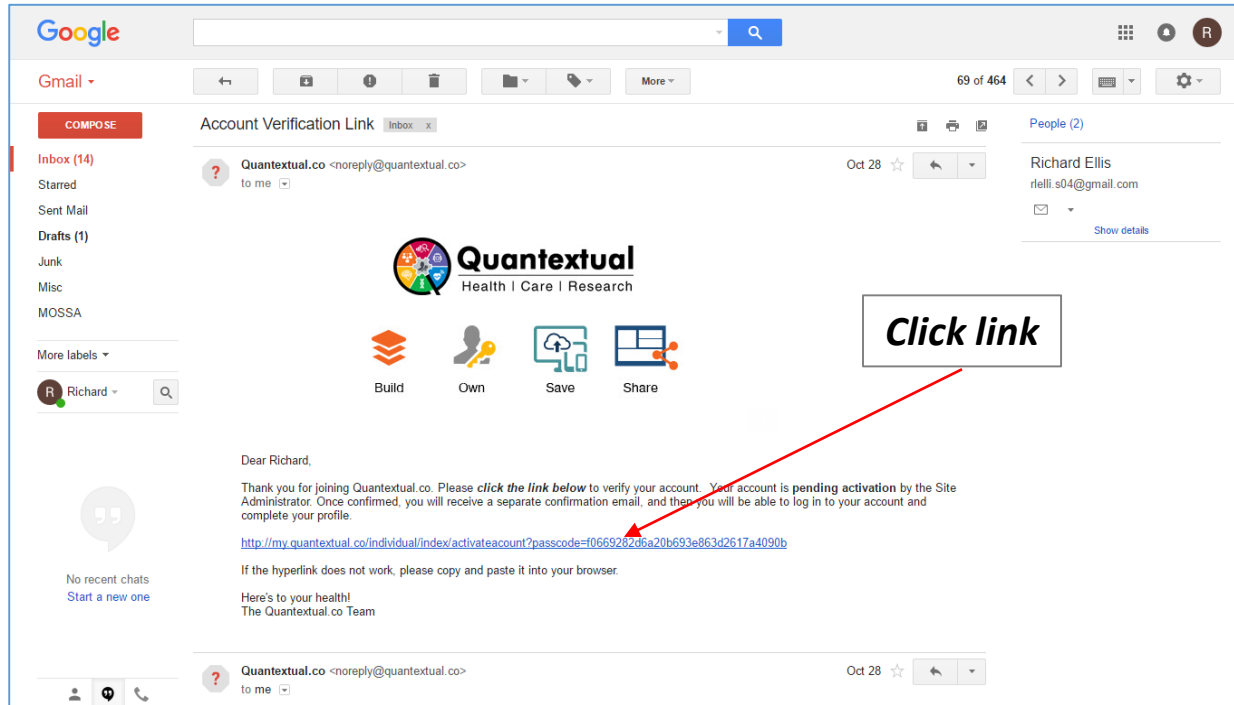 Google
R
Gmail
More
69 of 464
COMPOSE
Inbox (14)
Starred
Sent Mail
Drafts (1)
Junk
Misc
MOSSA
More labels
R Richard
No recent chats
Start a new one
Account Verification Link Inbox x
? Quantextual.co <noreply@quantextual.co> Oct 28
to me
Quantextual
Health | Care | Research
Build Own Save Share
Click link
Dear Richard,
Thank you for joining Quantextual.co. Please click the link below to verify your account. Your account is pending activation by the Site
Administrator. Once confirmed, you will receive a separate confirmation email, and then you will be able to log in to your account and
complete your profile.
http://my.quantextual.co/individual/index/activateacount?passcode=f0669282d6a20b693e863d2617a4090b
If the hyperlink does not work, please copy and paste it into your browser.
Here's to your health!
The Quantextual.co Team
? Quantextual.co <noreply@quantextual.co> Oct 28
to me
People (2)
Richard Ellis
rlelli.s04@gmail.com
Show details